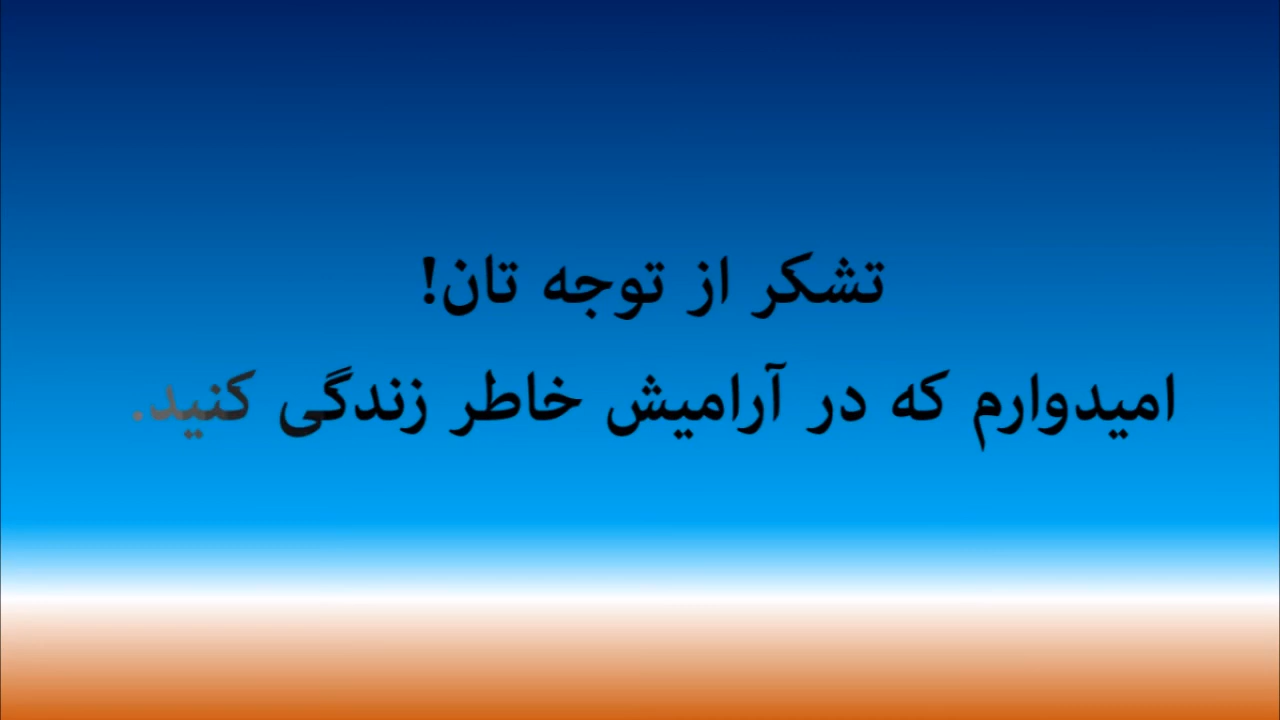 تشکر از توجه تان!
امیدوارم که در آرامیش خاطر زندگی کنید.